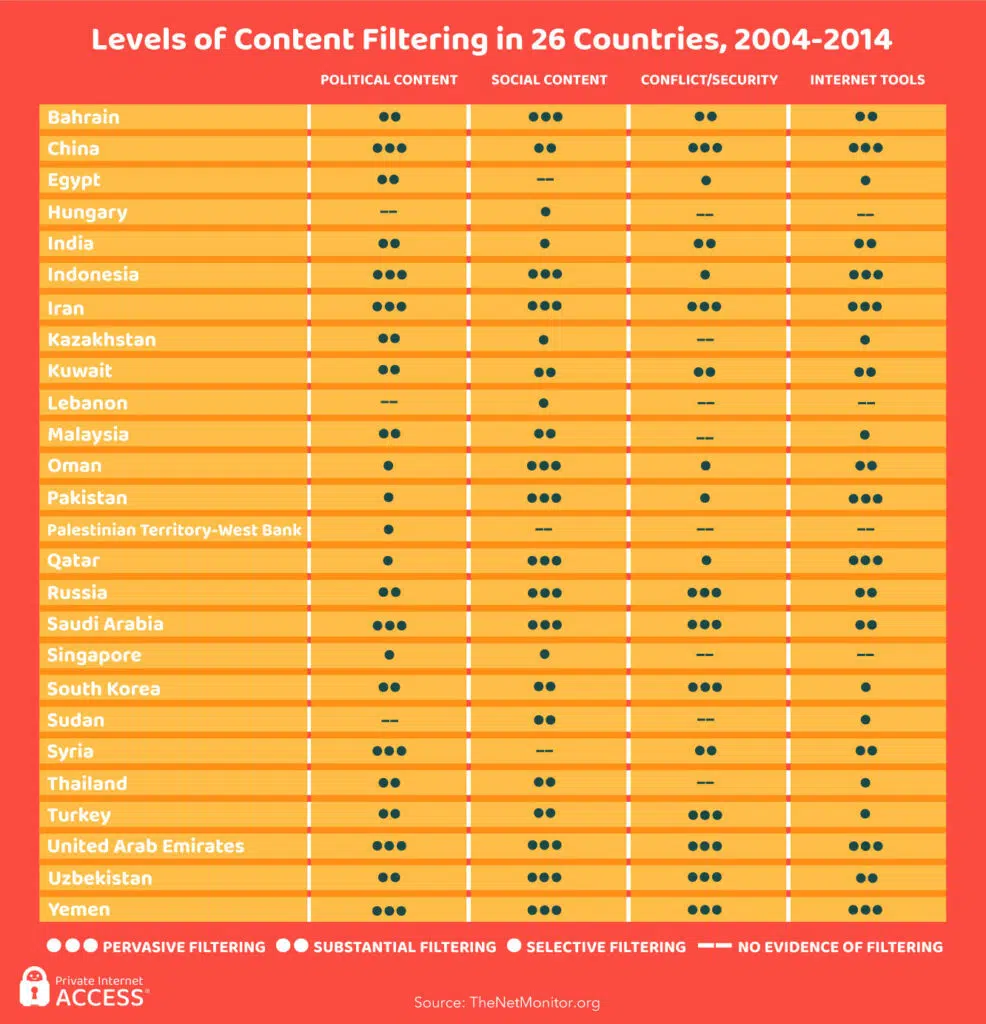 Levels of Content Filtering in 26 Countries, 2004-2014
POLITICAL CONTENT SOCIAL CONTENT CONFLICT/SECURITY INTERNET TOOLS
Bahrain ●● ●●● ●● ●●
China ●●● ●● ●●● ●●●
Egypt ●● -- ● ●
Hungary -- ● -- --
India ●● ● ●● ●●
Indonesia ●●● ●●● ● ●●●
Iran ●●● ●●● ●●● ●●●
Kazakhstan ●● ● -- ●
Kuwait ●● ●● ●● ●●
Lebanon -- ● -- --
Malaysia ●● ●● -- ●
Oman ● ●●● ● ●●
Pakistan ● ●●● ● ●●●
Palestinian Territory-West Bank ● -- -- --
Qatar ● ●●● ● ●●●
Russia ●● ●●● ●●● ●●
Saudi Arabia ●●● ●●● ●●● ●●
Singapore ● ● -- --
South Korea ●● ●● ●●● ●
Sudan -- ●● -- ●
Syria ●●● -- ●● ●●
Thailand ●● ●● -- ●
Turkey ●● ●● ●●● ●
United Arab Emirates ●●● ●●● ●●● ●●●
Uzbekistan ●● ●●● ●●● ●●
Yemen ●●● ●●● ●●● ●●●
●●● PERVASIVE FILTERING ●● SUBSTANTIAL FILTERING ● SELECTIVE FILTERING -- NO EVIDENCE OF FILTERING
Private Internet
ACCESS
Source: TheNetMonitor.org